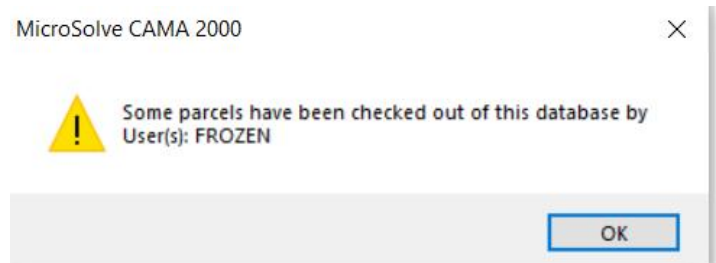 MicroSolve CAMA 2000
Some parcels have been checked out of this database by
User(s): FROZEN
OK